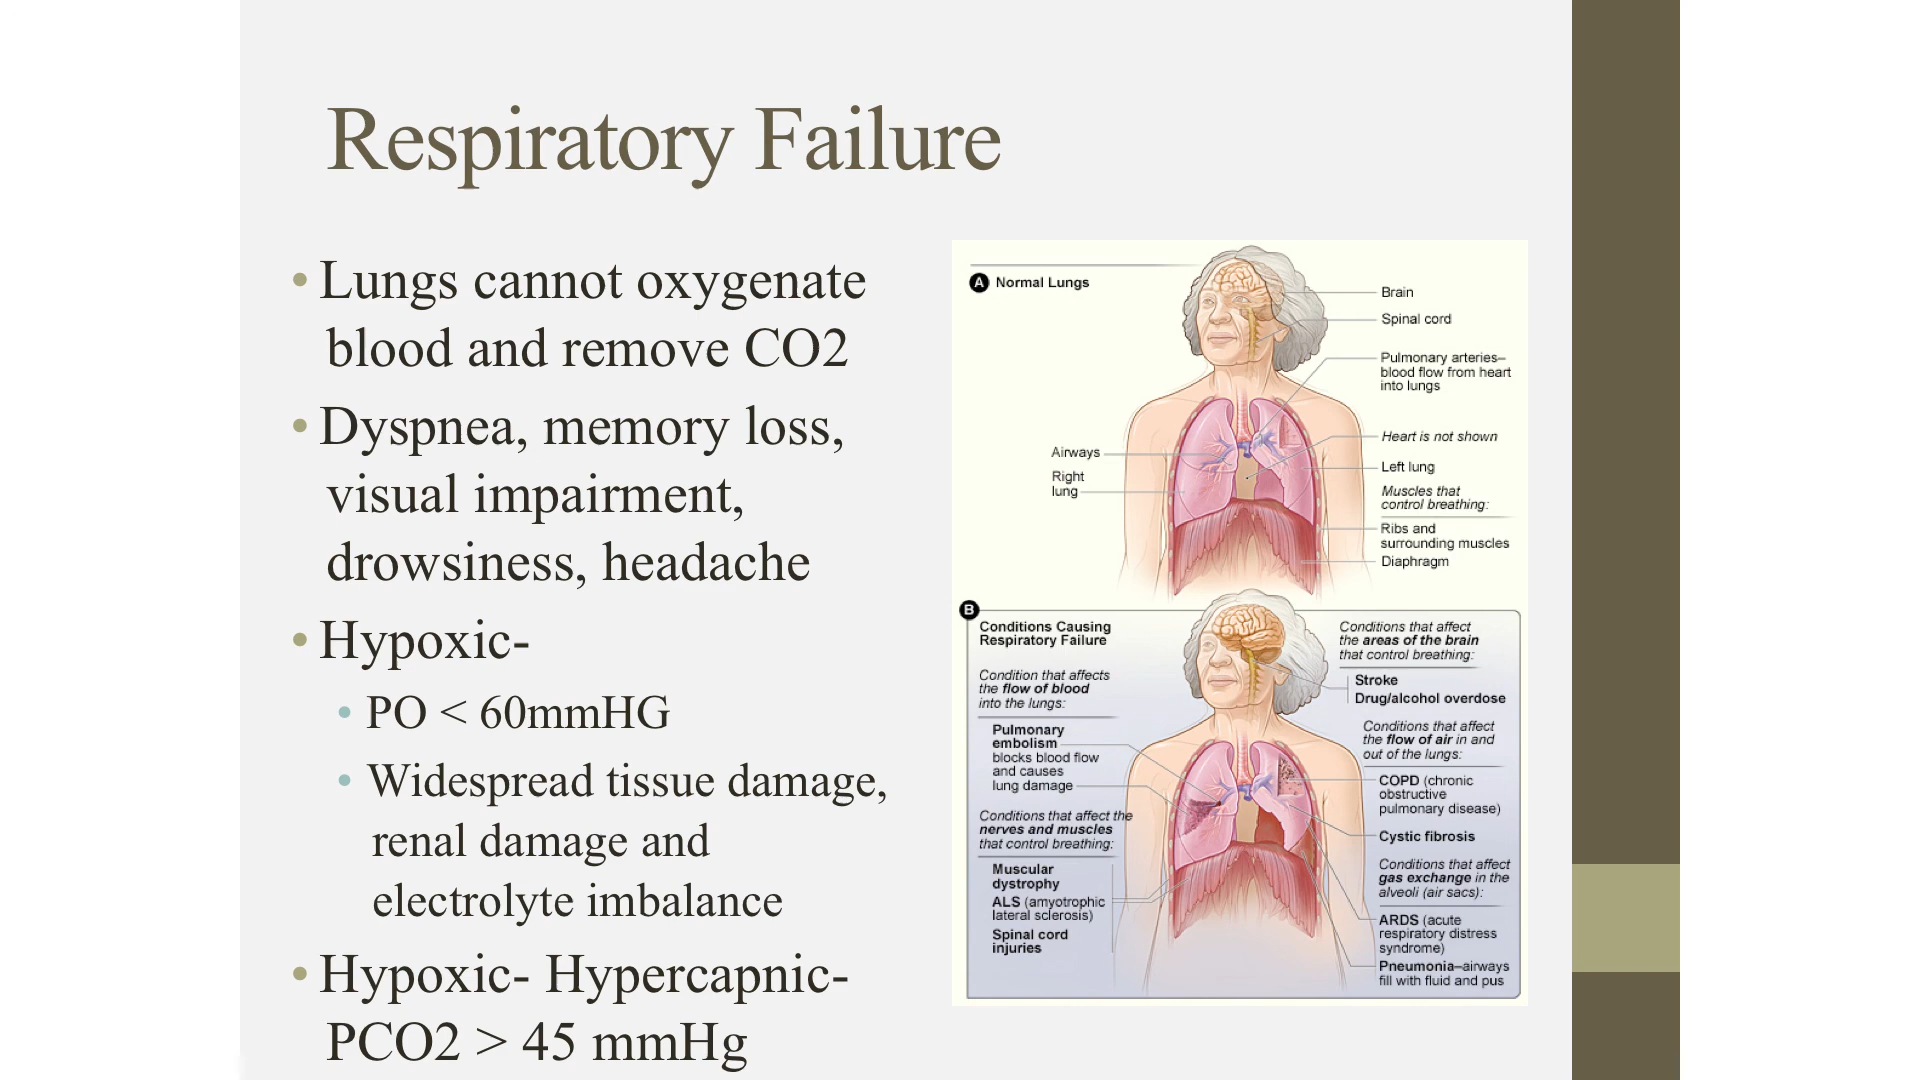 Respiratory Failure
• Lungs cannot oxygenate
blood and remove CO2
• Dyspnea, memory loss,
visual impairment,
drowsiness, headache
• Hypoxic-
• PO < 60mmHG
• Widespread tissue damage,
renal damage and
electrolyte imbalance
• Hypoxic- Hypercapnic-
PCO2 > 45 mmHg
A Normal Lungs
Brain
Spinal cord
Pulmonary arteries–
blood flow from heart
into lungs
Heart is not shown
Airways
Right
lung
Left lung
Muscles that
control breathing:
Ribs and
surrounding muscles
Diaphragm
B
Conditions Causing
Respiratory Failure
Condition that affects
the flow of blood
into the lungs:
Pulmonary
embolism
blocks blood flow
and causes
lung damage
Conditions that affect the
nerves and muscles
that control breathing:
Muscular
dystrophy
ALS (amyotrophic
lateral sclerosis)
Spinal cord
injuries
Conditions that affect
the areas of the brain
that control breathing:
Stroke
Drug/alcohol overdose
Conditions that affect
the flow of air in and
out of the lungs:
COPD (chronic
obstructive
pulmonary disease)
Cystic fibrosis
Conditions that affect
gas exchange in the
alveoli (air sacs):
ARDS (acute
respiratory distress
syndrome)
Pneumonia–airways
fill with fluid and pus